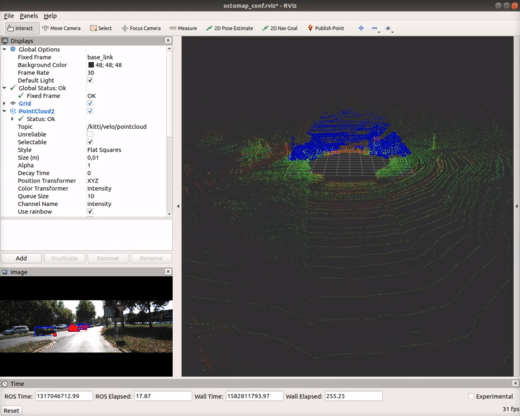 octomap_conf.rviz* - RViz
File Panels Help
Interact Move Camera Select Focus Camera Measure 2D Pose Estimate 2D Nav Goal Publish Point
Displays
Global Options
Fixed Frame base_link
Background Color 48; 48; 48
Frame Rate 30
Default Light
Global Status: Ok
Fixed Frame OK
Grid
PointCloud2
Status: Ok
Topic /kitti/velo/pointcloud
Unreliable
Selectable
Style Flat Squares
Size (m) 0,01
Alpha 1
Decay Time 0
Position Transformer XYZ
Color Transformer Intensity
Queue Size 10
Channel Name intensity
Use rainbow
Add Duplicate Remove Rename
Image
Time
ROS Time: 1317046712.99 ROS Elapsed: 17.87 Wall Time: 1582811793.97 Wall Elapsed: 255.25 Experimental
Reset 31 fps